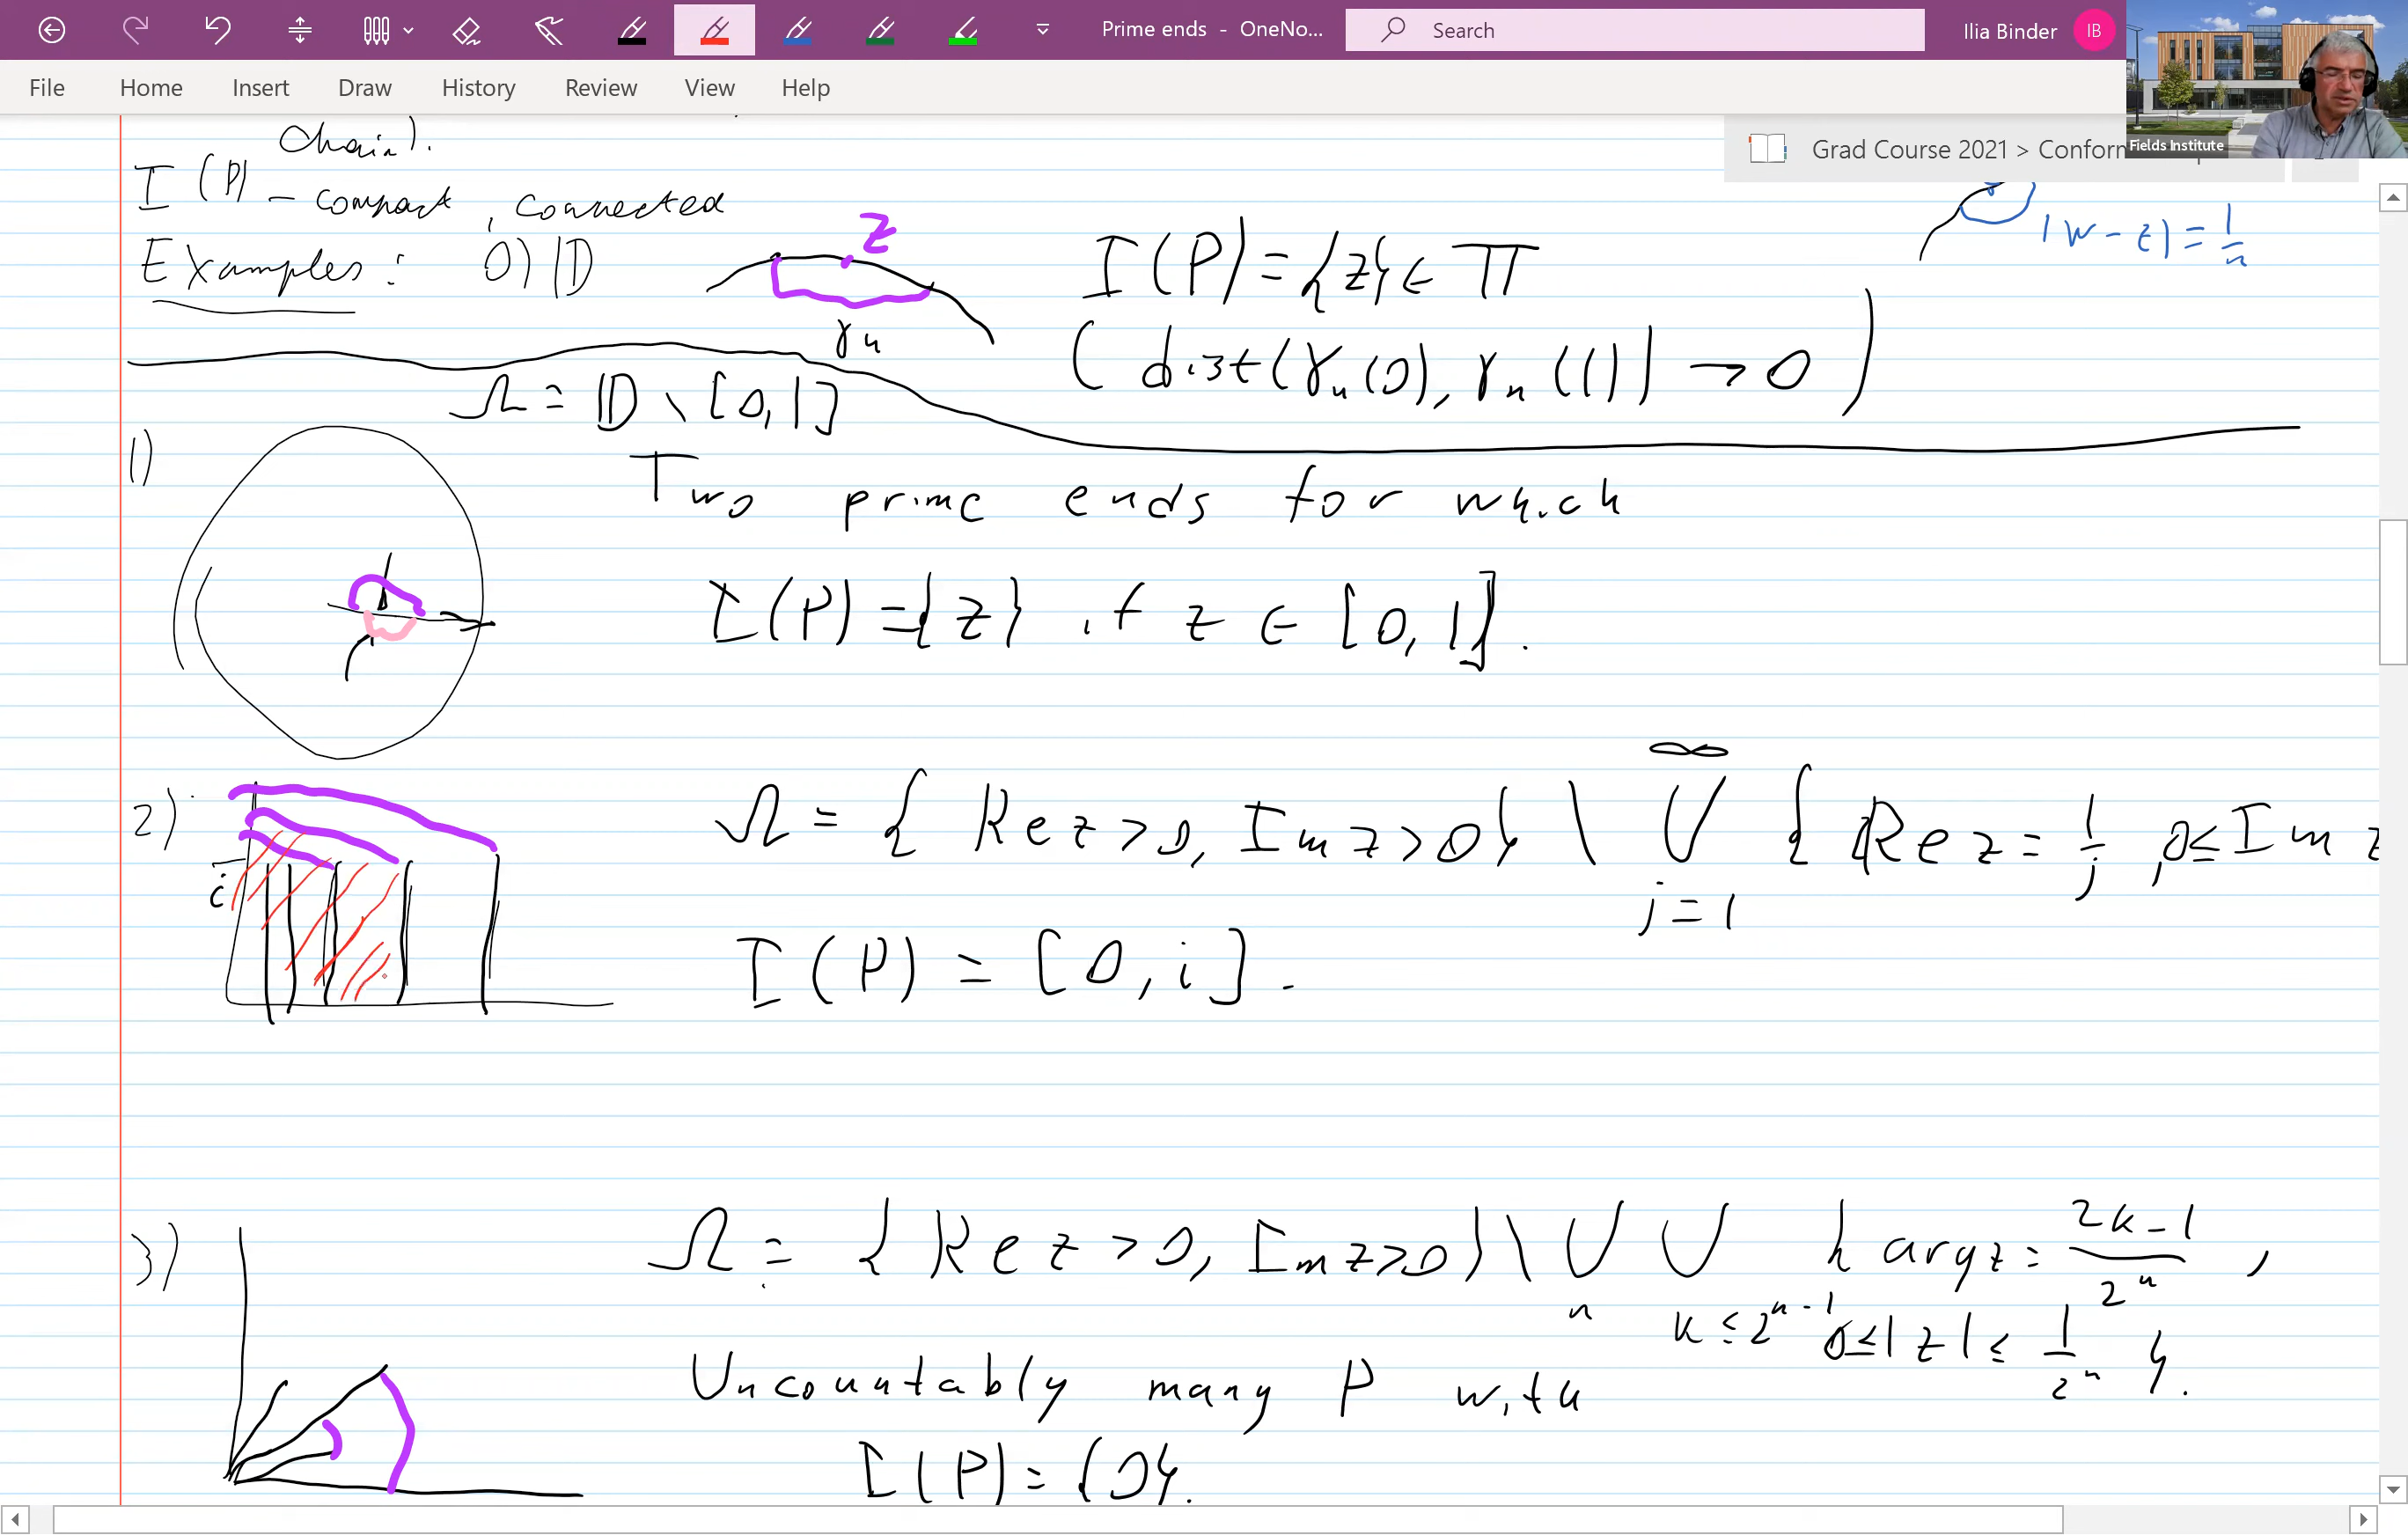 Prime ends - OneNo...
Search
Ilia Binder
IB
File Home Insert Draw History Review View Help
Grad Course 2021 > Conform
Fields Institute
Chain).
I(P) - compact, connected
|w-z|=1/n
Examples: 0) 𝔻
z
γn
I(P)={z}∈𝕋
(dist(γn(0), γn(1)) → 0)
1)
Ω = 𝔻 \ [0,1]
Two prime ends for which
I(P)={z} if z ∈ [0,1].
2)
i
Ω = {Re z>0, Im z>0} \ ∞⋃j=1 {Re z = 1/j, 0≤Im z
I(P) = [0, i].
3)
Ω = {Re z>0, Im z>0} \ ⋃n ⋃k≤2^(n-1) {arg z = (2k-1)/2^n,
0≤|z|≤1/2^n}.
Uncountably many P with
I(P)={0}.